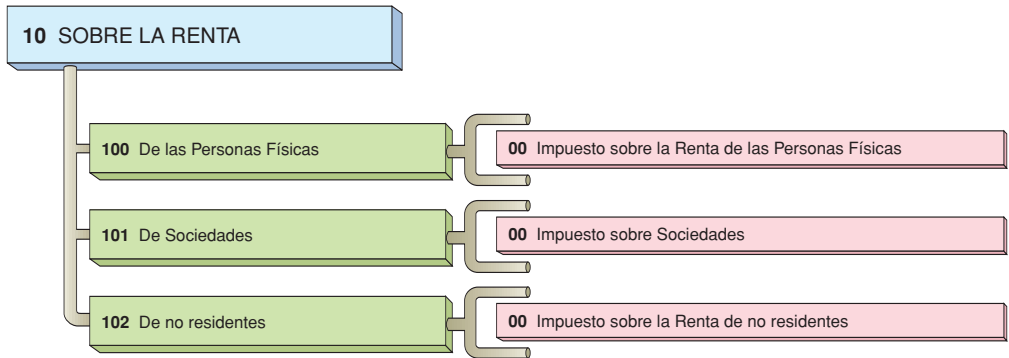 10 SOBRE LA RENTA
100 De las Personas Físicas
00 Impuesto sobre la Renta de las Personas Físicas
101 De Sociedades
00 Impuesto sobre Sociedades
102 De no residentes
00 Impuesto sobre la Renta de no residentes